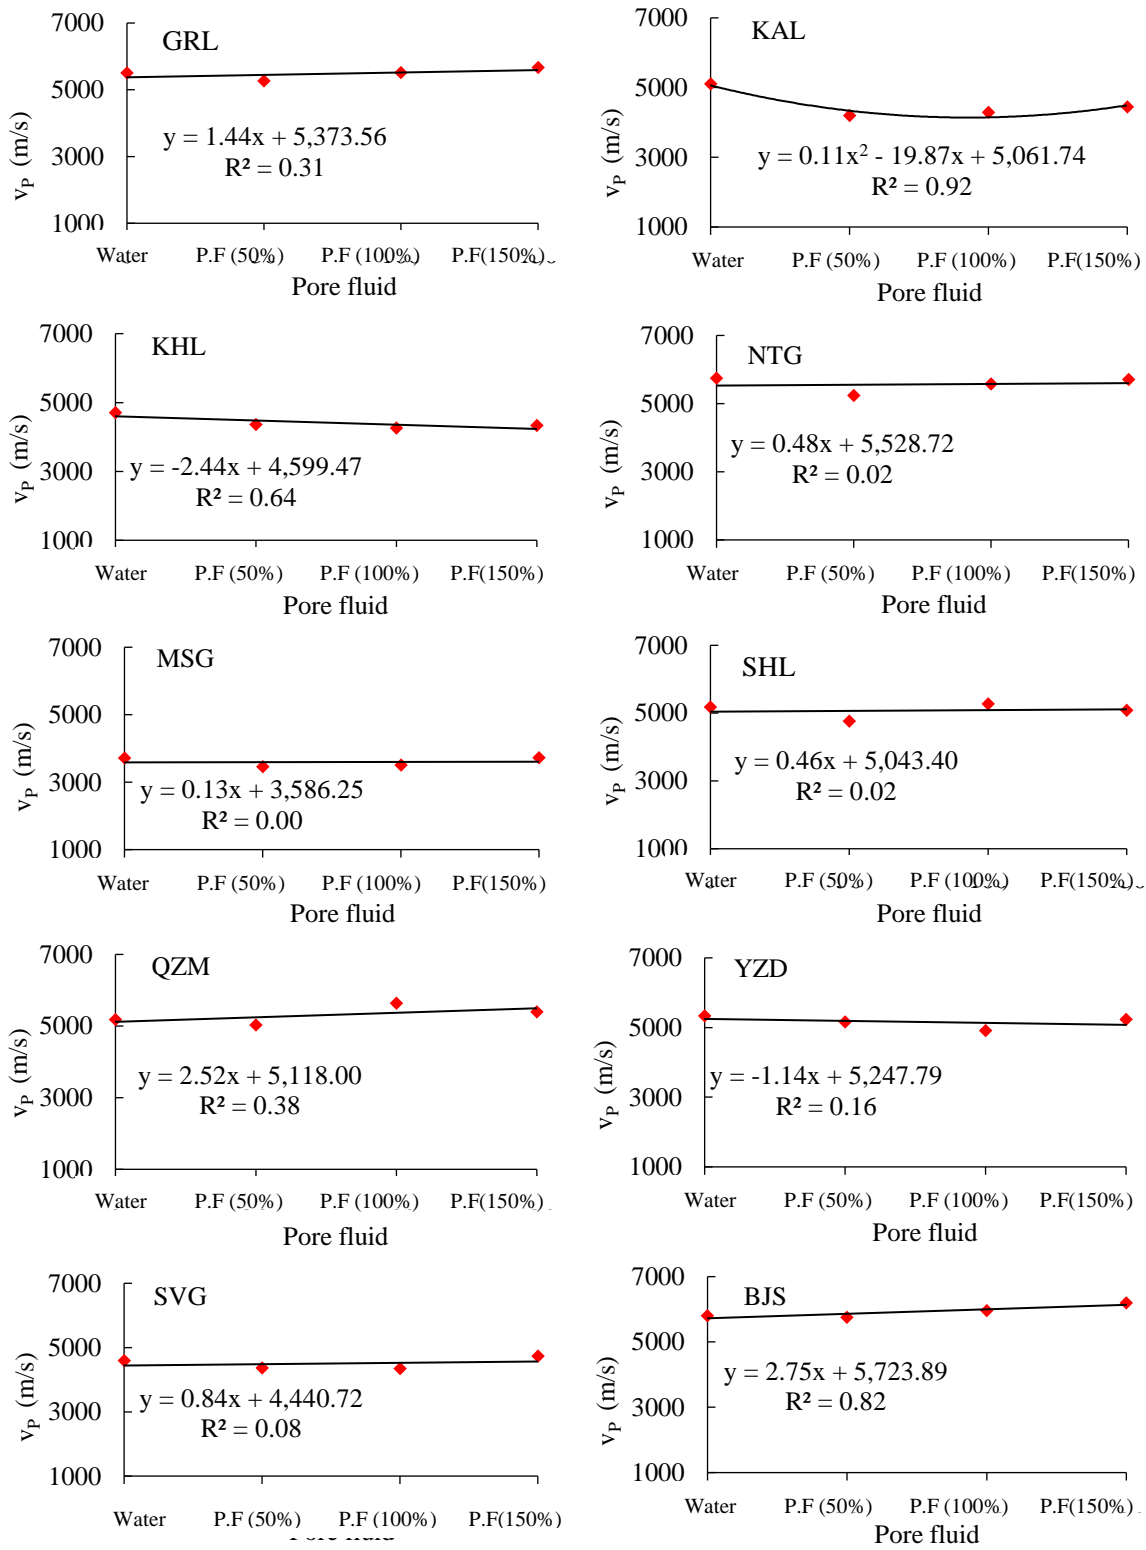 GRL
7000
5000
3000
1000
v_P (m/s)
y = 1.44x + 5,373.56
R² = 0.31
Water P.F (50%) P.F (100%) P.F(150%)
Pore fluid
KAL
7000
5000
3000
1000
v_P (m/s)
y = 0.11x² - 19.87x + 5,061.74
R² = 0.92
Water P.F (50%) P.F (100%) P.F(150%)
Pore fluid
KHL
7000
5000
3000
1000
v_P (m/s)
y = -2.44x + 4,599.47
R² = 0.64
Water P.F (50%) P.F (100%) P.F(150%)
Pore fluid
NTG
7000
5000
3000
1000
v_P (m/s)
y = 0.48x + 5,528.72
R² = 0.02
Water P.F (50%) P.F (100%) P.F(150%)
Pore fluid
MSG
7000
5000
3000
1000
v_P (m/s)
y = 0.13x + 3,586.25
R² = 0.00
Water P.F (50%) P.F (100%) P.F(150%)
Pore fluid
SHL
7000
5000
3000
1000
v_P (m/s)
y = 0.46x + 5,043.40
R² = 0.02
Water P.F (50%) P.F (100%) P.F(150%)
Pore fluid
QZM
7000
5000
3000
1000
v_P (m/s)
y = 2.52x + 5,118.00
R² = 0.38
Water P.F (50%) P.F (100%) P.F(150%)
Pore fluid
YZD
7000
5000
3000
1000
v_P (m/s)
y = -1.14x + 5,247.79
R² = 0.16
Water P.F (50%) P.F (100%) P.F(150%)
Pore fluid
SVG
7000
5000
3000
1000
v_P (m/s)
y = 0.84x + 4,440.72
R² = 0.08
Water P.F (50%) P.F (100%) P.F(150%)
BJS
7000
5000
3000
1000
v_P (m/s)
y = 2.75x + 5,723.89
R² = 0.82
Water P.F (50%) P.F (100%) P.F(150%)
Pore fluid